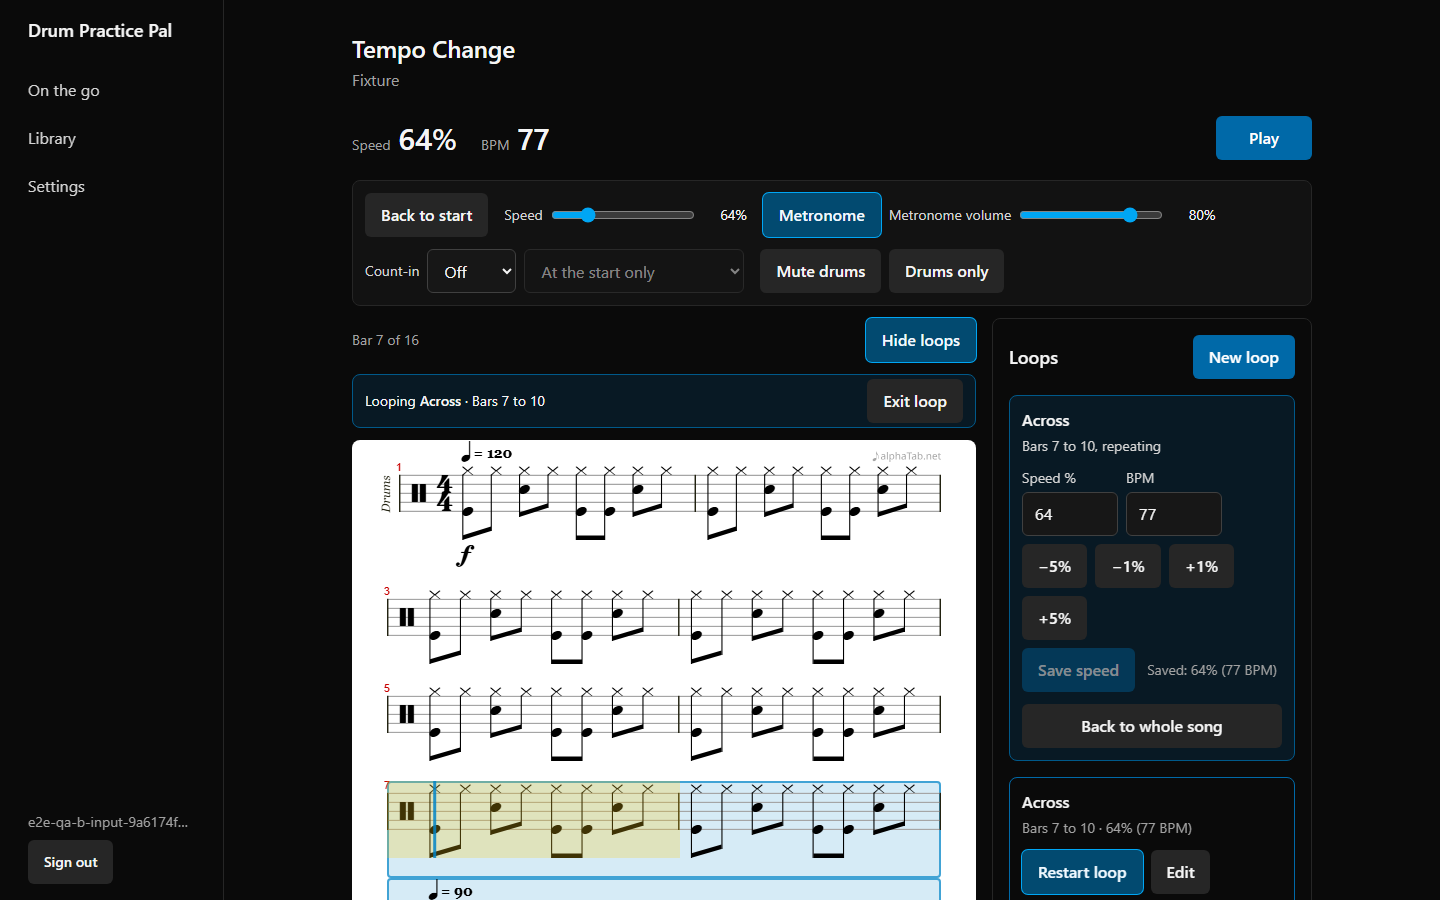 Drum Practice Pal
On the go
Library
Settings
e2e-qa-b-input-9a6174f...
Sign out
Tempo Change
Fixture
Speed 64% BPM 77
Play
Back to start Speed 64% Metronome Metronome volume 80%
Count-in Off At the start only Mute drums Drums only
Bar 7 of 16
Hide loops
Looping Across · Bars 7 to 10
Exit loop
= 120
alphaTab.net
1
Drums
4
4
f
3
5
7
= 90
Loops
New loop
Across
Bars 7 to 10, repeating
Speed % BPM
64 77
−5% −1% +1%
+5%
Save speed Saved: 64% (77 BPM)
Back to whole song
Across
Bars 7 to 10 · 64% (77 BPM)
Restart loop Edit